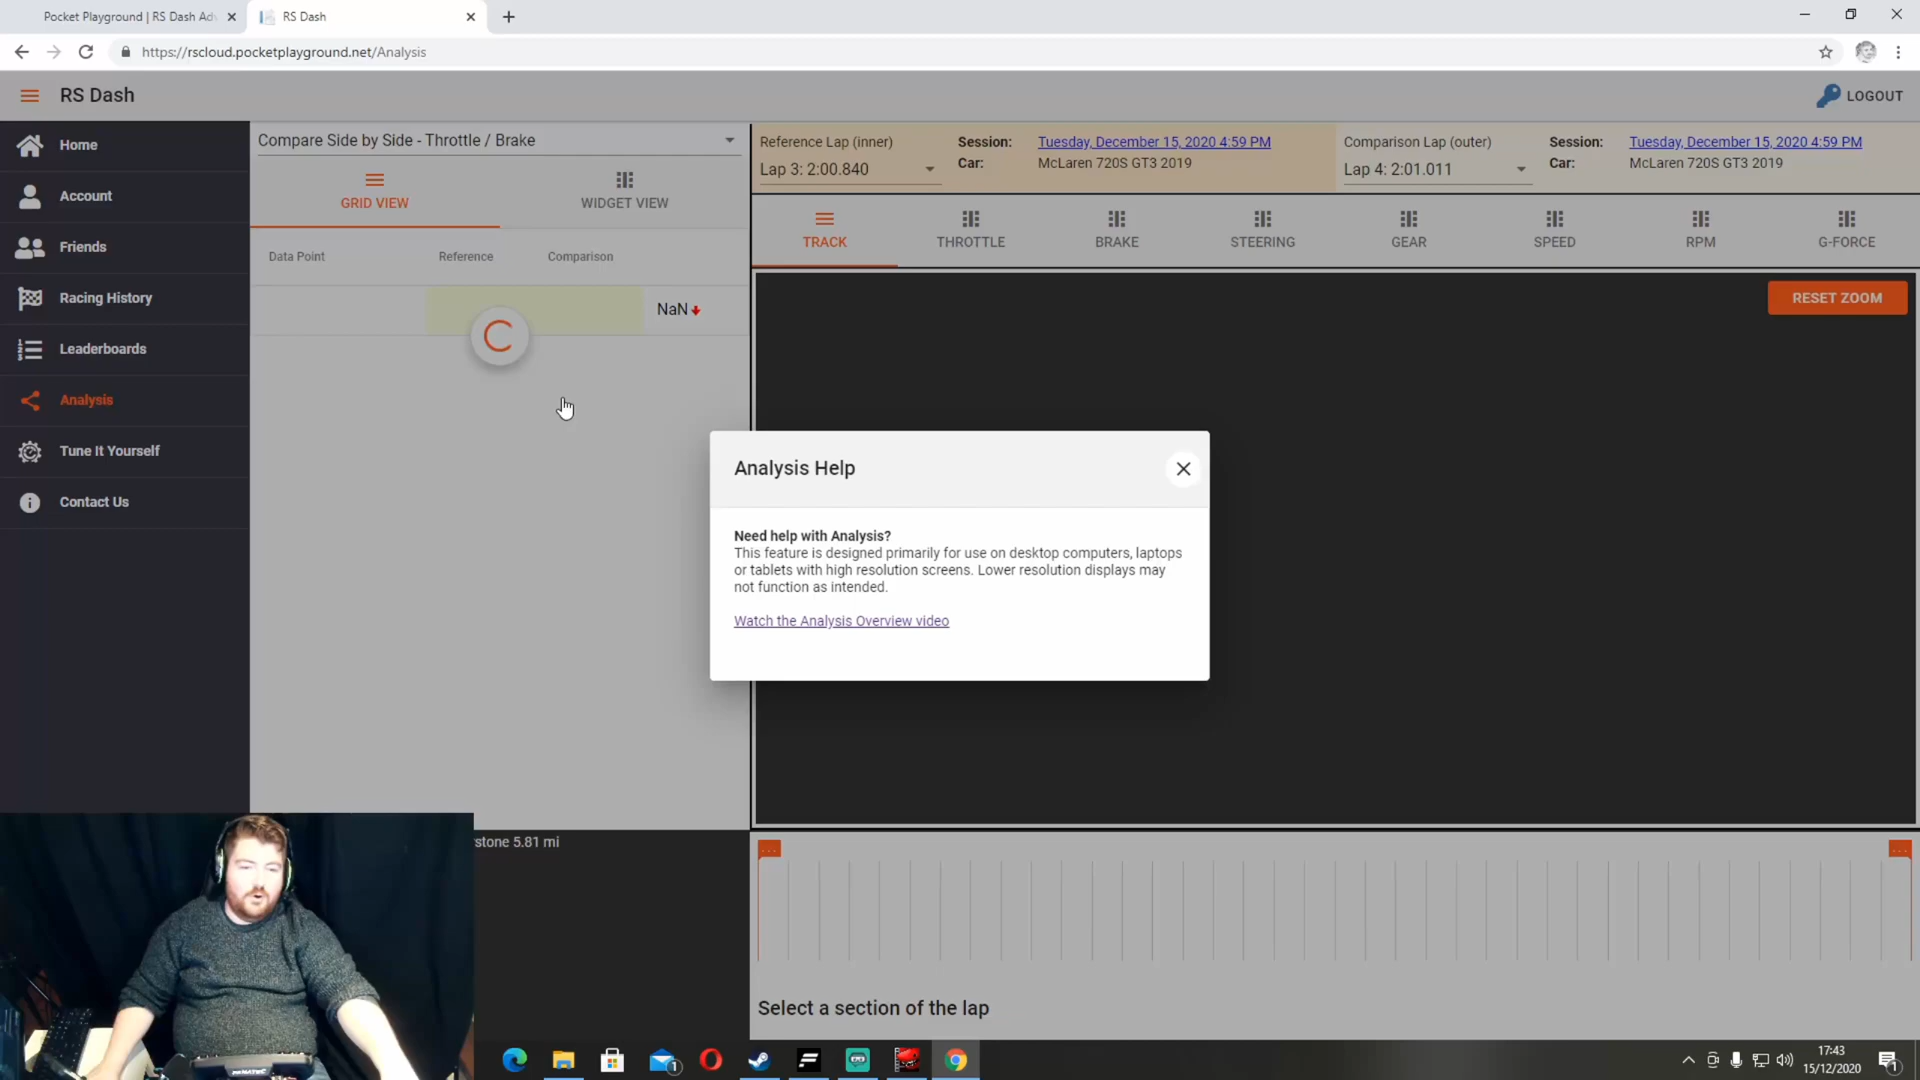 Pocket Playground | RS Dash Ad
RS Dash
https://rscloud.pocketplayground.net/Analysis
RS Dash
LOGOUT
Home
Account
Friends
Racing History
Leaderboards
Analysis
Tune It Yourself
Contact Us
Compare Side by Side - Throttle / Brake
GRID VIEW
WIDGET VIEW
Data Point Reference Comparison
NaN
Reference Lap (inner)
Lap 3: 2:00.840
Session: Tuesday, December 15, 2020 4:59 PM
Car: McLaren 720S GT3 2019
Comparison Lap (outer)
Lap 4: 2:01.011
Session: Tuesday, December 15, 2020 4:59 PM
Car: McLaren 720S GT3 2019
TRACK THROTTLE BRAKE STEERING GEAR SPEED RPM G-FORCE
RESET ZOOM
Analysis Help
Need help with Analysis?
This feature is designed primarily for use on desktop computers, laptops
or tablets with high resolution screens. Lower resolution displays may
not function as intended.
Watch the Analysis Overview video
stone 5.81 mi
...
...
Select a section of the lap
FANATEC
1
17:43
15/12/2020
1